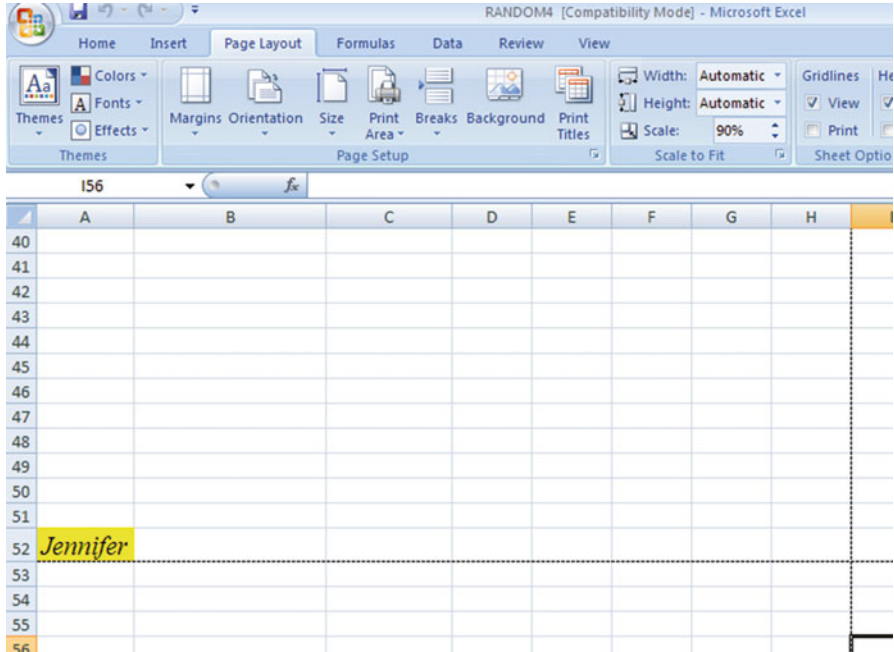 RANDOM4 [Compatibility Mode] - Microsoft Excel
Home Insert Page Layout Formulas Data Review View
Colors
Fonts
Effects
Themes
Themes
Margins Orientation Size Print Area Breaks Background Print Titles
Page Setup
Width: Automatic
Height: Automatic
Scale: 90%
Scale to Fit
Gridlines
View
Print
Sheet
I56 fx
A B C D E F G H
40
41
42
43
44
45
46
47
48
49
50
51
52 Jennifer
53
54
55
56